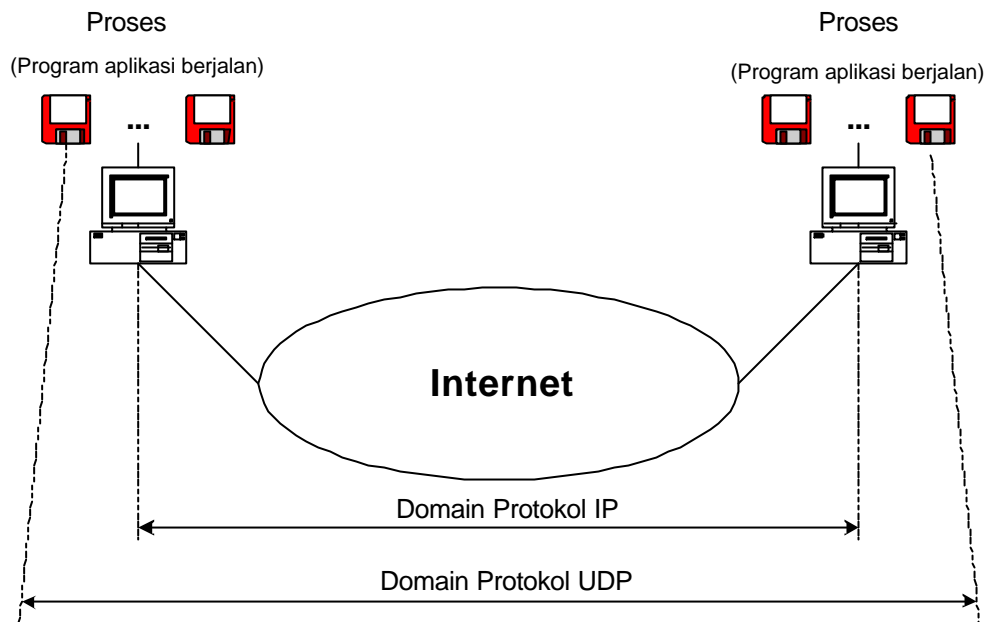 Proses
(Program aplikasi berjalan)
...
Proses
(Program aplikasi berjalan)
...
Internet
Domain Protokol IP
Domain Protokol UDP